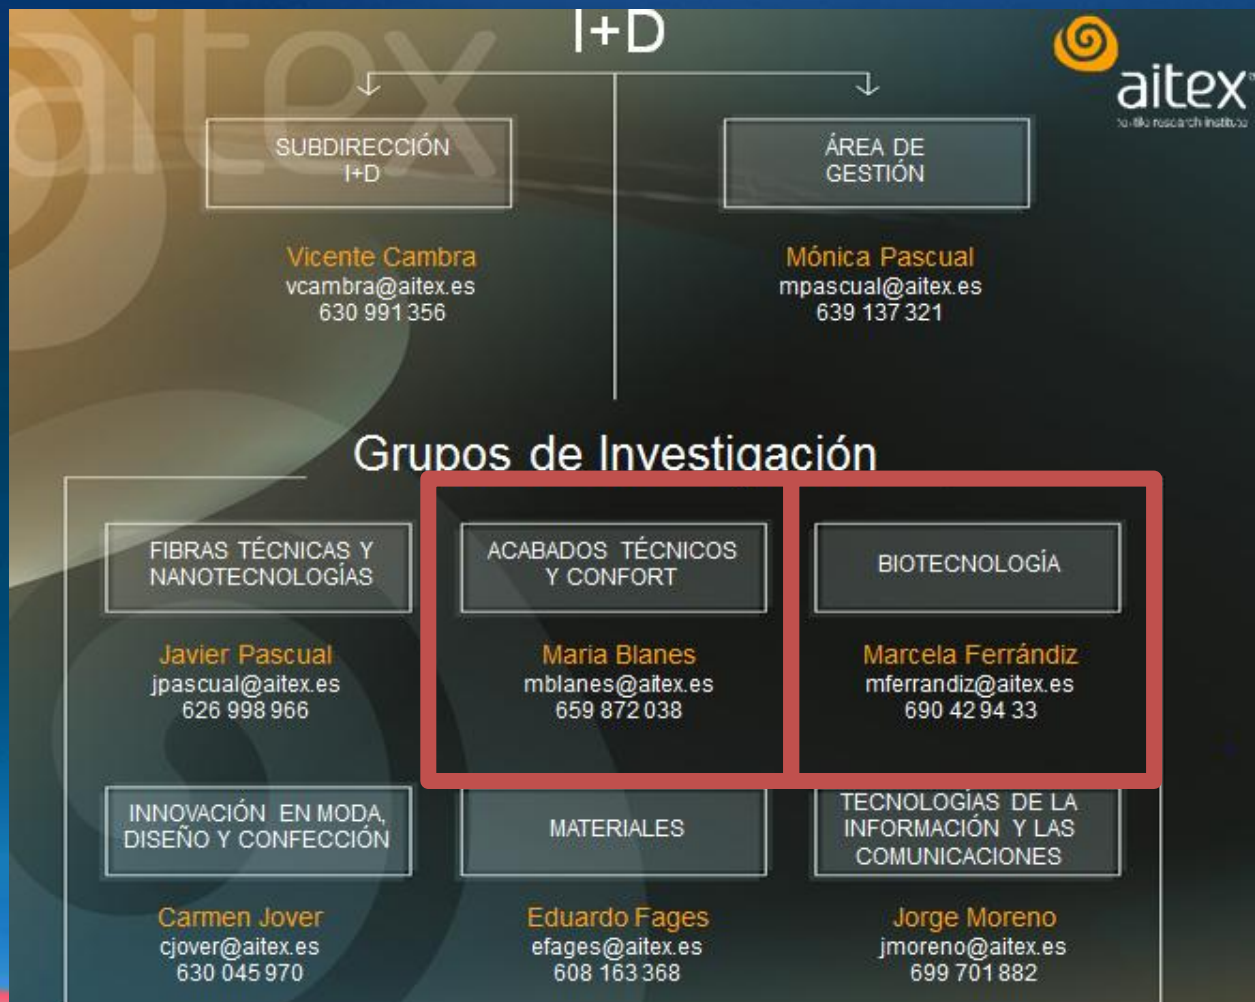 I+D
aitex
aitex
textile research institute
SUBDIRECCIÓN
I+D
Vicente Cambra
vcambra@aitex.es
630 991 356
ÁREA DE
GESTIÓN
Mónica Pascual
mpascual@aitex.es
639 137 321
Grupos de Investigación
FIBRAS TÉCNICAS Y
NANOTECNOLOGÍAS
Javier Pascual
jpascual@aitex.es
626 998 966
ACABADOS TÉCNICOS
Y CONFORT
Maria Blanes
mblanes@aitex.es
659 872 038
BIOTECNOLOGÍA
Marcela Ferrándiz
mferrandiz@aitex.es
690 42 94 33
INNOVACIÓN EN MODA,
DISEÑO Y CONFECCIÓN
Carmen Jover
cjover@aitex.es
630 045 970
MATERIALES
Eduardo Fages
efages@aitex.es
608 163 368
TECNOLOGÍAS DE LA
INFORMACIÓN Y LAS
COMUNICACIONES
Jorge Moreno
jmoreno@aitex.es
699 701 882